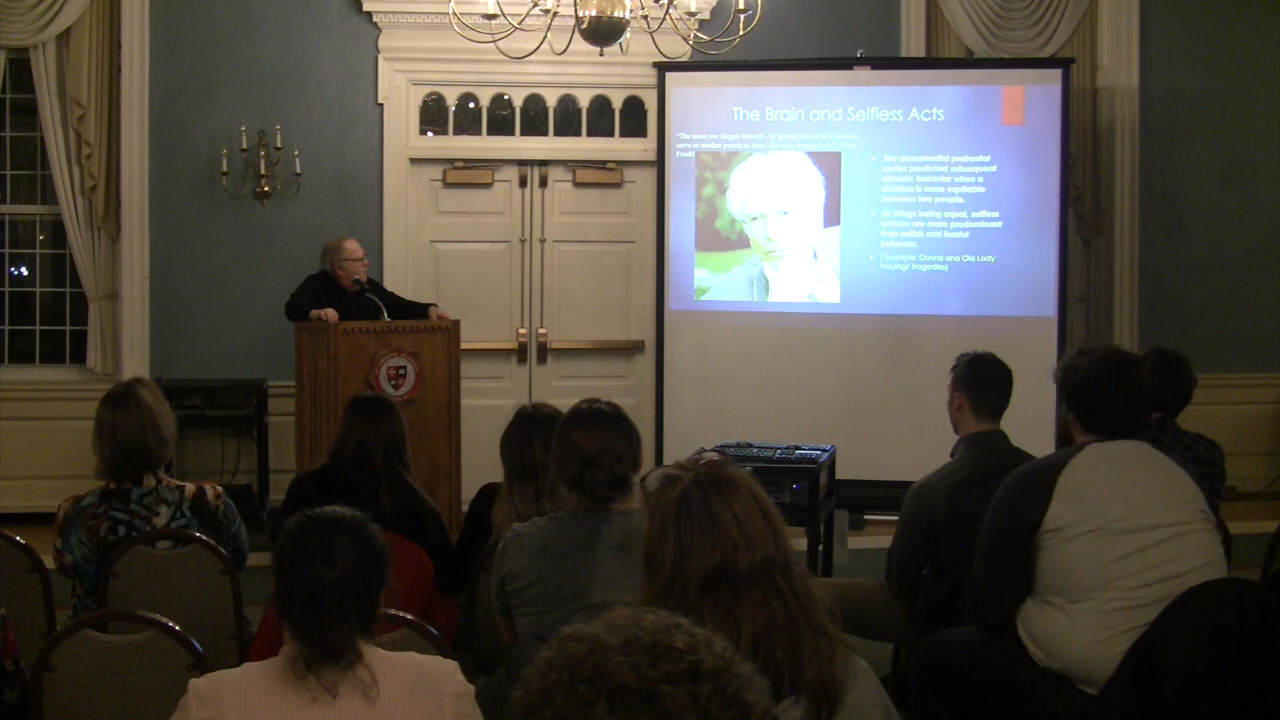 The Brain and Selfless Acts
"The more one forgets himself - by giving himself to a cause to
serve or another person to love - the more human he is."
Frankl
The dorsomedial prefrontal
cortex predicted subsequent
altruistic behavior when a
situation is more equitable
between two people.
All things being equal, selfless
actions are more predominant
than selfish and fearful
behavior.
( Example: Donna and Old Lady
Praying/ Tragedies)